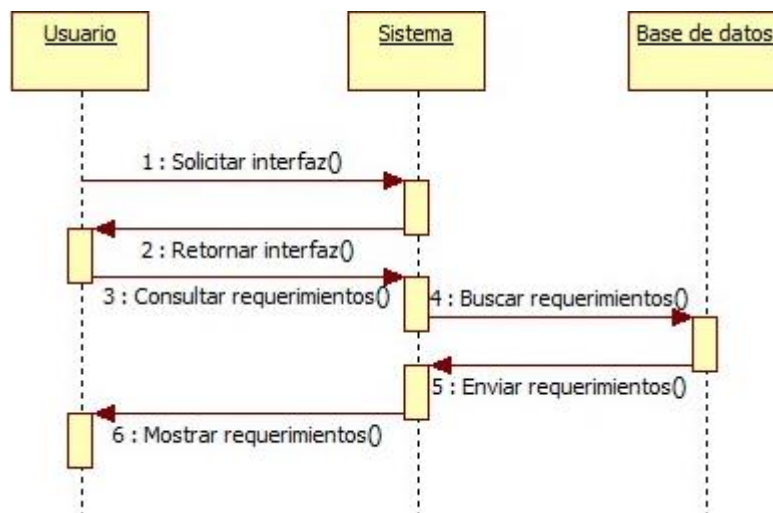 Usuario
Sistema
Base de datos
1 : Solicitar interfaz()
2 : Retornar interfaz()
3 : Consultar requerimientos()
4 : Buscar requerimientos()
5 : Enviar requerimientos()
6 : Mostrar requerimientos()